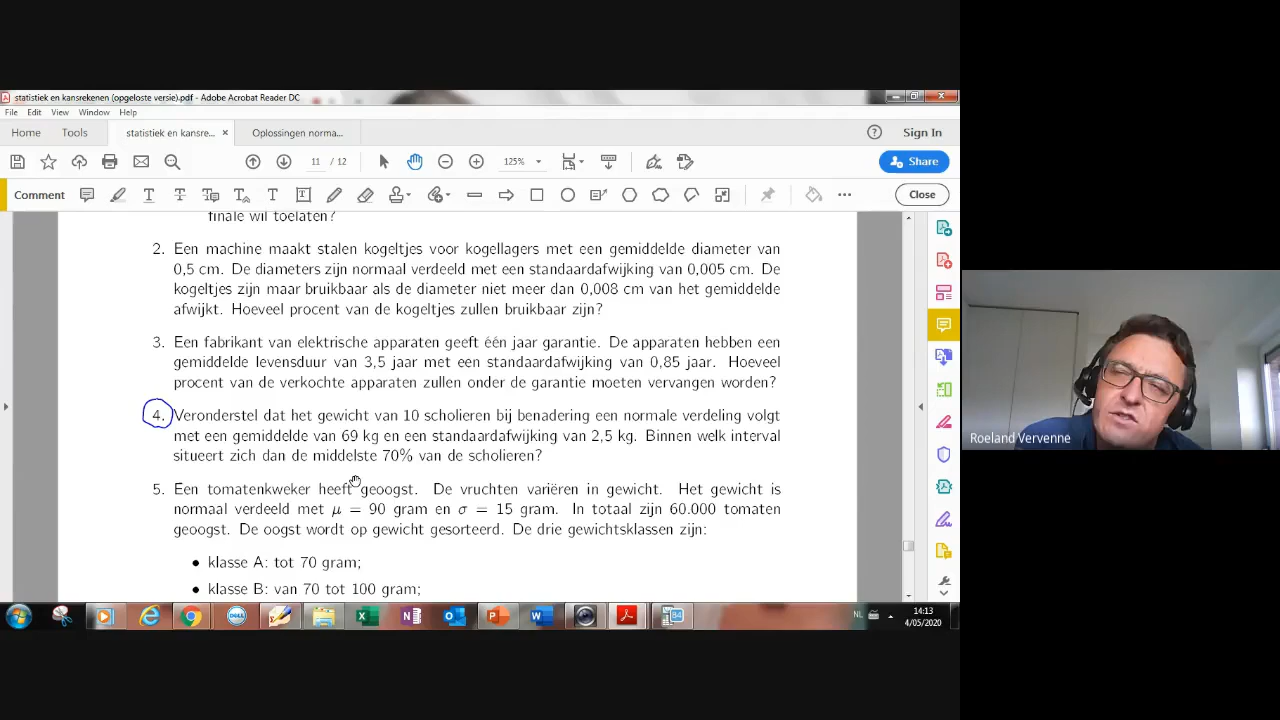 statistiek en kansrekenen (opgeloste versie).pdf - Adobe Acrobat Reader DC
File Edit View Window Help
Home Tools statistiek en kansre... × Oplossingen norma... ? Sign In
11 / 12 125% Share
Comment Close
finale wil toelaten?
2. Een machine maakt stalen kogeltjes voor kogellagers met een gemiddelde diameter van
0,5 cm. De diameters zijn normaal verdeeld met een standaardafwijking van 0,005 cm. De
kogeltjes zijn maar bruikbaar als de diameter niet meer dan 0,008 cm van het gemiddelde
afwijkt. Hoeveel procent van de kogeltjes zullen bruikbaar zijn?
3. Een fabrikant van elektrische apparaten geeft één jaar garantie. De apparaten hebben een
gemiddelde levensduur van 3,5 jaar met een standaardafwijking van 0,85 jaar. Hoeveel
procent van de verkochte apparaten zullen onder de garantie moeten vervangen worden?
4. Veronderstel dat het gewicht van 10 scholieren bij benadering een normale verdeling volgt
met een gemiddelde van 69 kg en een standaardafwijking van 2,5 kg. Binnen welk interval
situeert zich dan de middelste 70% van de scholieren?
Roeland Vervenne
5. Een tomatenkweker heeft geoogst. De vruchten variëren in gewicht. Het gewicht is
normaal verdeeld met μ = 90 gram en σ = 15 gram. In totaal zijn 60.000 tomaten
geoogst. De oogst wordt op gewicht gesorteerd. De drie gewichtsklassen zijn:
• klasse A: tot 70 gram;
• klasse B: van 70 tot 100 gram;
NL 14:13
4/05/2020